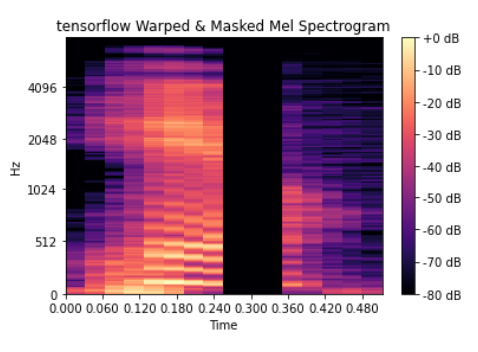 tensorflow Warped & Masked Mel Spectrogram
+0 dB
-10 dB
-20 dB
-30 dB
-40 dB
-50 dB
-60 dB
-70 dB
-80 dB
Hz
4096
2048
1024
512
0
0.000 0.060 0.120 0.180 0.240 0.300 0.360 0.420 0.480
Time